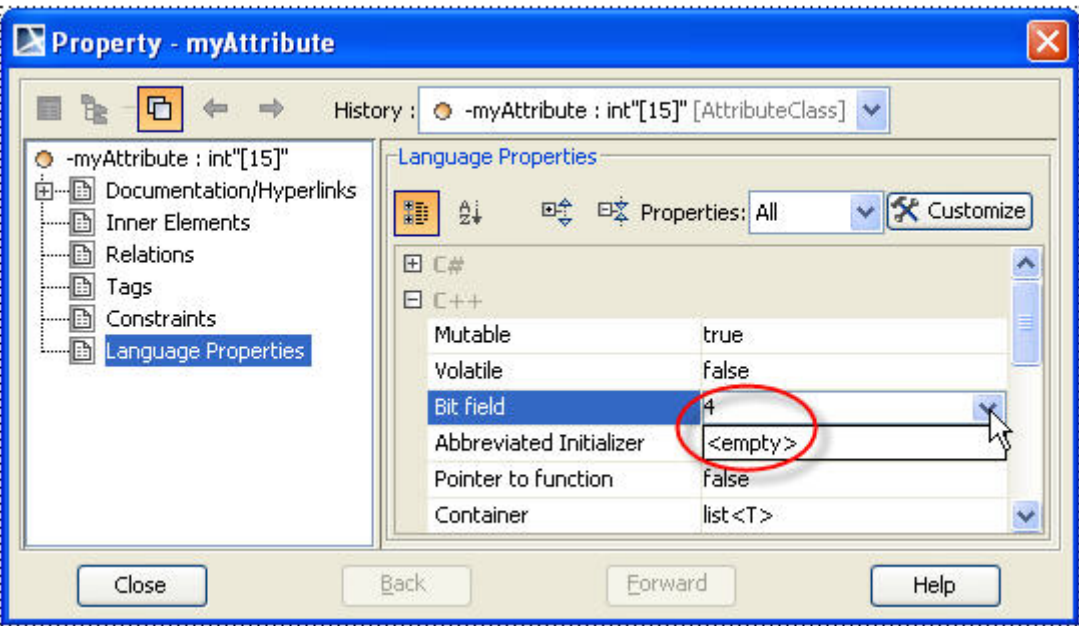 Property - myAttribute
History : -myAttribute : int"[15]" [AttributeClass]
-myAttribute : int"[15]"
Documentation/Hyperlinks
Inner Elements
Relations
Tags
Constraints
Language Properties
Language Properties
Properties: All Customize
C#
C++
Mutable true
Volatile false
Bit field 4
Abbreviated Initializer <empty>
Pointer to function false
Container list<T>
Close Back Forward Help